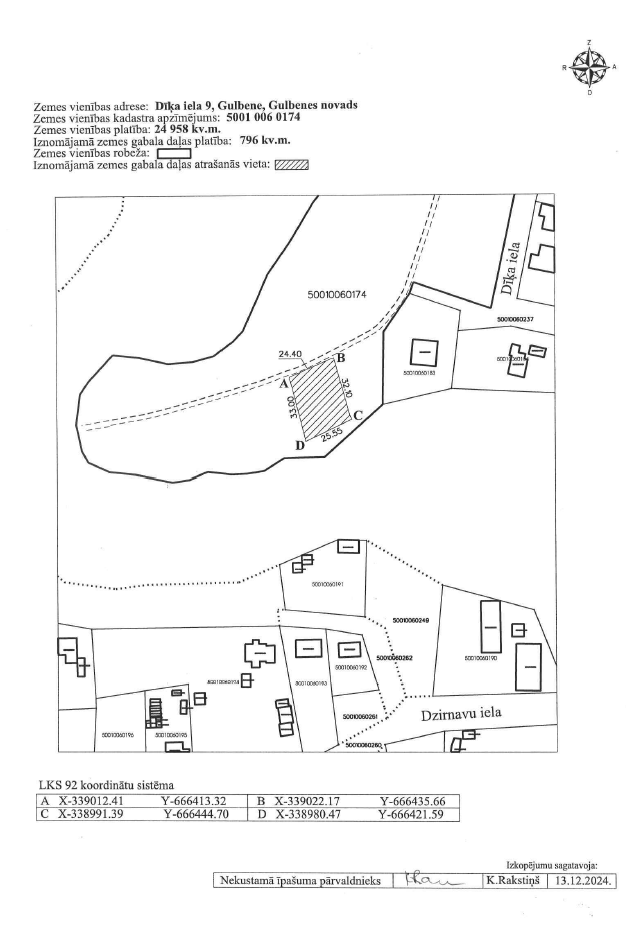 Z
R A
D
Zemes vienības adrese: Dīķa iela 9, Gulbene, Gulbenes novads
Zemes vienības kadastra apzīmējums: 5001 006 0174
Zemes vienības platība: 24 958 kv.m.
Iznomājamā zemes gabala daļas platība: 796 kv.m.
Zemes vienības robeža:
Iznomājamā zemes gabala daļas atrašanās vieta:
Dīķa iela
50010060174
50010060237
24.40
B
A
32.10
33.00
C
D
25.55
50010060183
50010060191
50010060249
50010060262
50010060192
50010060190
50010060193
50010060261
Dzirnavu iela
50010060196
50010060195
50010060260
LKS 92 koordinātu sistēma
A X-339012.41 Y-666413.32 B X-339022.17 Y-666435.66
C X-338991.39 Y-666444.70 D X-338980.47 Y-666421.59
Izkopējumu sagatavoja:
Nekustamā īpašuma pārvaldnieks K.Rakstiņš 13.12.2024.